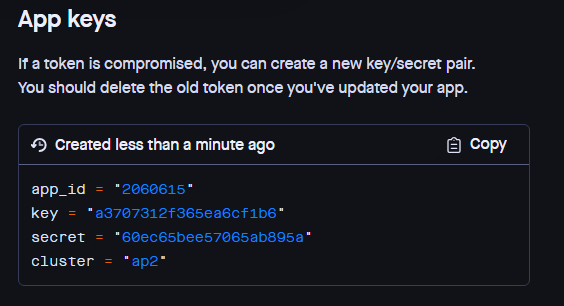 App keys
If a token is compromised, you can create a new key/secret pair.
You should delete the old token once you've updated your app.
Created less than a minute ago Copy
app_id = "2060615"
key = "a3707312f365ea6cf1b6"
secret = "60ec65bee57065ab895a"
cluster = "ap2"